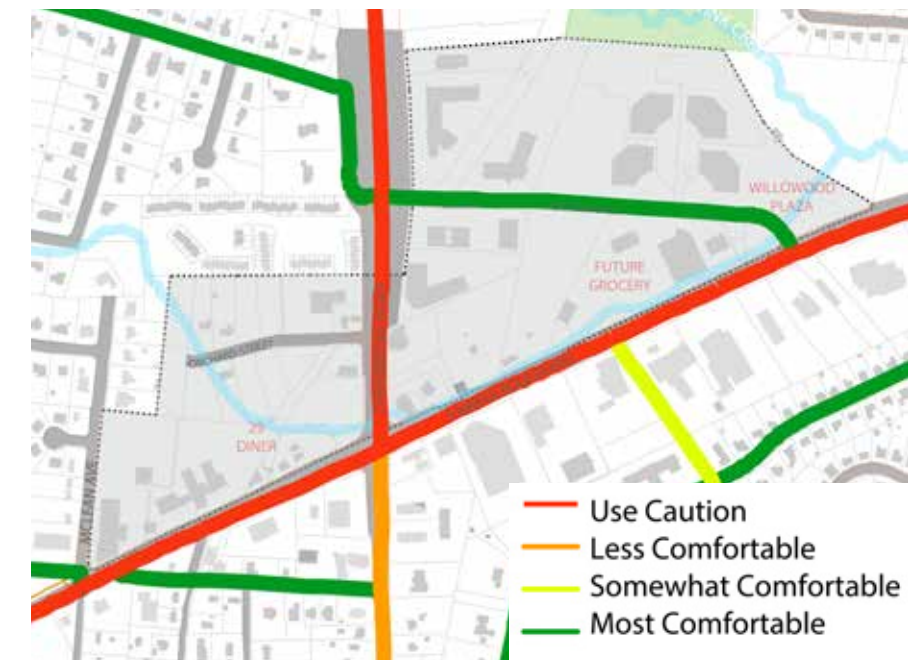 WILLOWOOD
PLAZA
FUTURE
GROCERY
29
DINER
MCLEAN AVE
Use Caution
Less Comfortable
Somewhat Comfortable
Most Comfortable